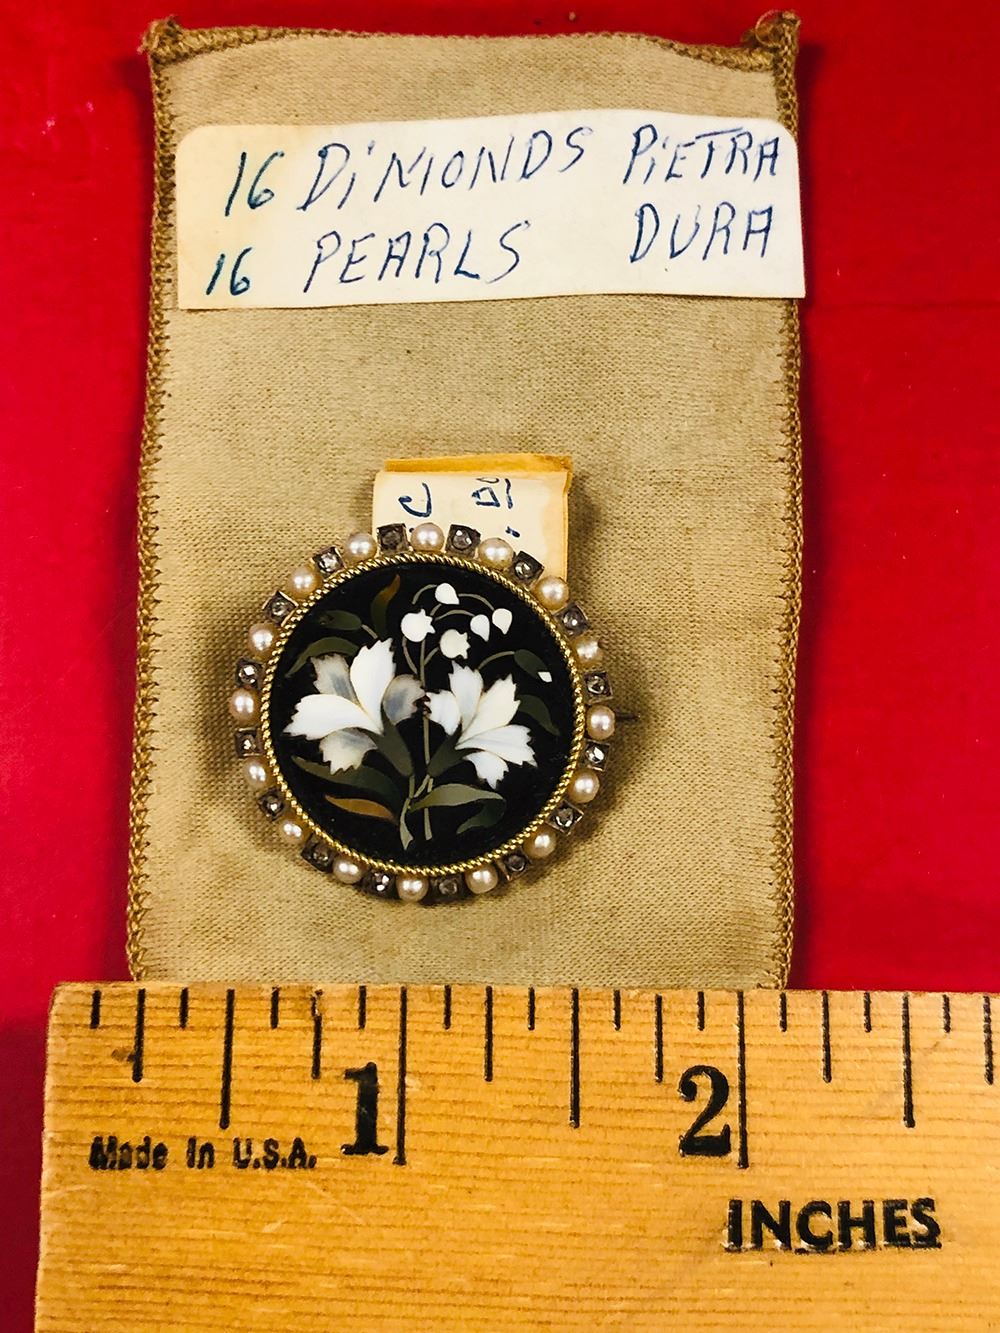 16 DiMONDS PiETRA
16 PEARLS DURA
1 2
Made In U.S.A.
INCHES